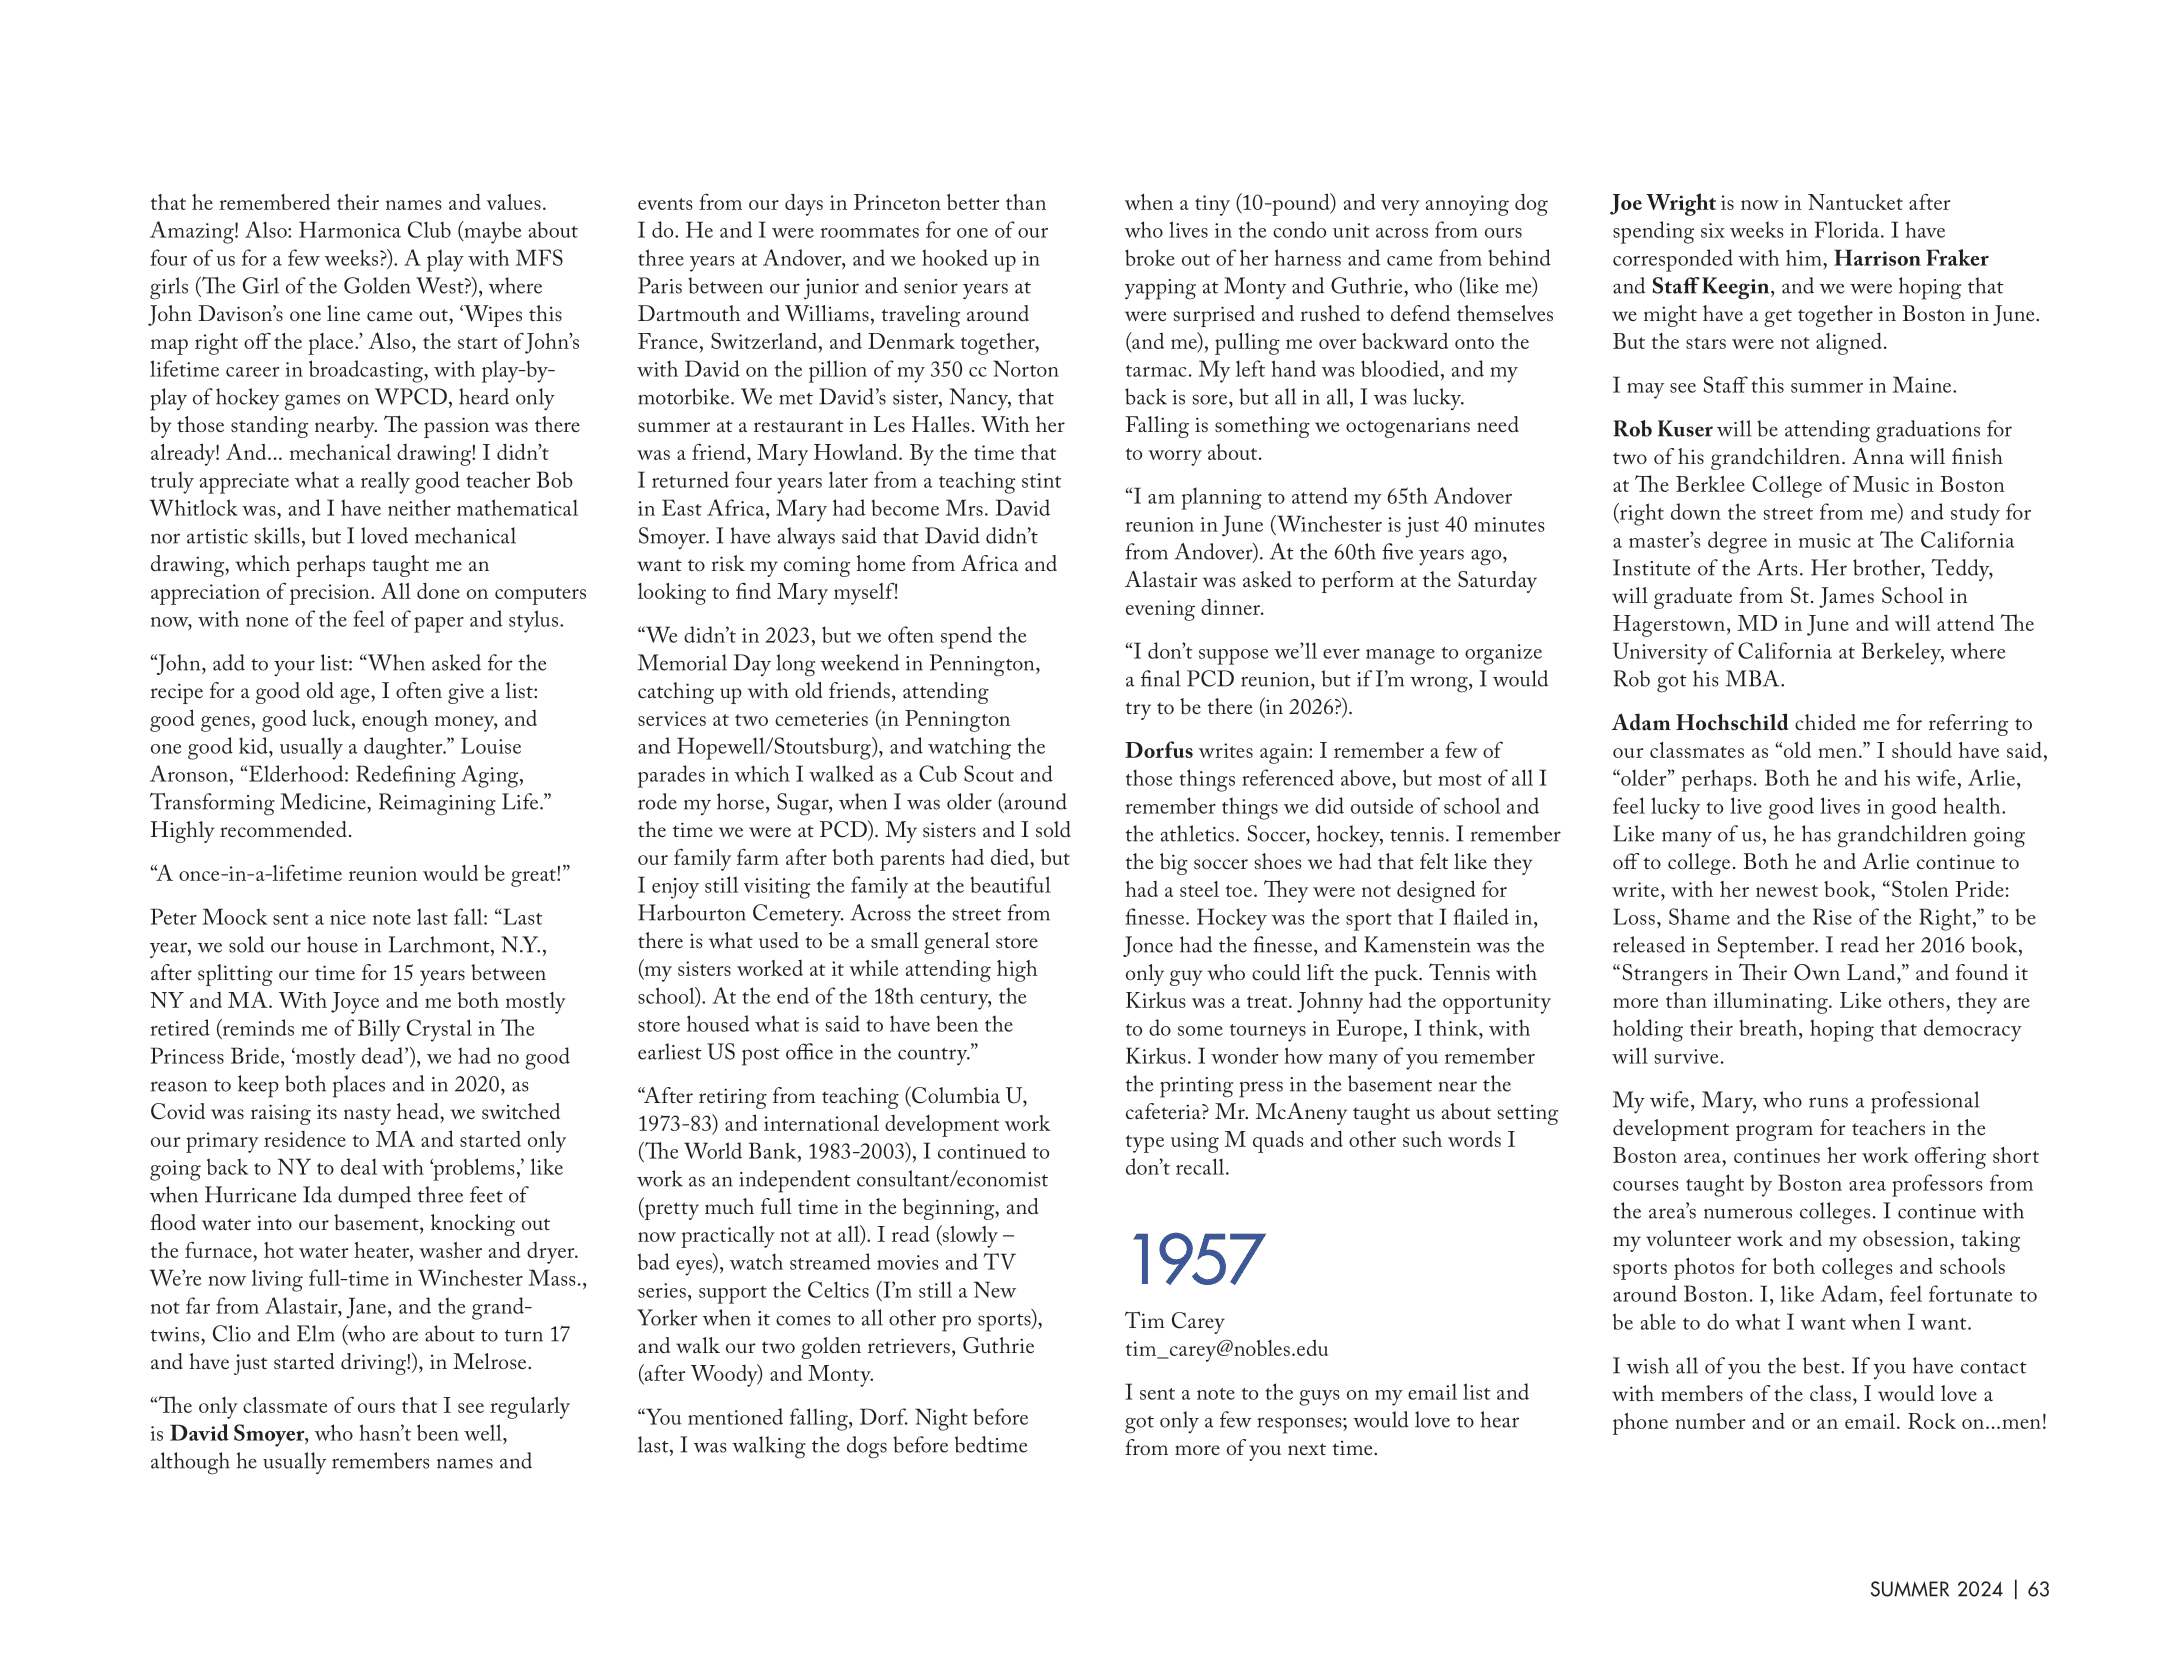 that he remembered their names and values.
Amazing! Also: Harmonica Club (maybe about
four of us for a few weeks?). A play with MFS
girls (The Girl of the Golden West?), where
John Davison’s one line came out, ‘Wipes this
map right off the place.’ Also, the start of John’s
lifetime career in broadcasting, with play-by-
play of hockey games on WPCD, heard only
by those standing nearby. The passion was there
already! And... mechanical drawing! I didn’t
truly appreciate what a really good teacher Bob
Whitlock was, and I have neither mathematical
nor artistic skills, but I loved mechanical
drawing, which perhaps taught me an
appreciation of precision. All done on computers
now, with none of the feel of paper and stylus.
“John, add to your list: “When asked for the
recipe for a good old age, I often give a list:
good genes, good luck, enough money, and
one good kid, usually a daughter.” Louise
Aronson, “Elderhood: Redefining Aging,
Transforming Medicine, Reimagining Life.”
Highly recommended.
“A once-in-a-lifetime reunion would be great!”
Peter Moock sent a nice note last fall: “Last
year, we sold our house in Larchmont, N.Y.,
after splitting our time for 15 years between
NY and MA. With Joyce and me both mostly
retired (reminds me of Billy Crystal in The
Princess Bride, ‘mostly dead’), we had no good
reason to keep both places and in 2020, as
Covid was raising its nasty head, we switched
our primary residence to MA and started only
going back to NY to deal with ‘problems,’ like
when Hurricane Ida dumped three feet of
flood water into our basement, knocking out
the furnace, hot water heater, washer and dryer.
We’re now living full-time in Winchester Mass.,
not far from Alastair, Jane, and the grand-
twins, Clio and Elm (who are about to turn 17
and have just started driving!), in Melrose.
“The only classmate of ours that I see regularly
is David Smoyer, who hasn’t been well,
although he usually remembers names and
events from our days in Princeton better than
I do. He and I were roommates for one of our
three years at Andover, and we hooked up in
Paris between our junior and senior years at
Dartmouth and Williams, traveling around
France, Switzerland, and Denmark together,
with David on the pillion of my 350 cc Norton
motorbike. We met David’s sister, Nancy, that
summer at a restaurant in Les Halles. With her
was a friend, Mary Howland. By the time that
I returned four years later from a teaching stint
in East Africa, Mary had become Mrs. David
Smoyer. I have always said that David didn’t
want to risk my coming home from Africa and
looking to find Mary myself!
“We didn’t in 2023, but we often spend the
Memorial Day long weekend in Pennington,
catching up with old friends, attending
services at two cemeteries (in Pennington
and Hopewell/Stoutsburg), and watching the
parades in which I walked as a Cub Scout and
rode my horse, Sugar, when I was older (around
the time we were at PCD). My sisters and I sold
our family farm after both parents had died, but
I enjoy still visiting the family at the beautiful
Harbourton Cemetery. Across the street from
there is what used to be a small general store
(my sisters worked at it while attending high
school). At the end of the 18th century, the
store housed what is said to have been the
earliest US post office in the country.”
“After retiring from teaching (Columbia U,
1973-83) and international development work
(The World Bank, 1983-2003), I continued to
work as an independent consultant/economist
(pretty much full time in the beginning, and
now practically not at all). I read (slowly –
bad eyes), watch streamed movies and TV
series, support the Celtics (I’m still a New
Yorker when it comes to all other pro sports),
and walk our two golden retrievers, Guthrie
(after Woody) and Monty.
“You mentioned falling, Dorf. Night before
last, I was walking the dogs before bedtime
when a tiny (10-pound) and very annoying dog
who lives in the condo unit across from ours
broke out of her harness and came from behind
yapping at Monty and Guthrie, who (like me)
were surprised and rushed to defend themselves
(and me), pulling me over backward onto the
tarmac. My left hand was bloodied, and my
back is sore, but all in all, I was lucky.
Falling is something we octogenarians need
to worry about.
“I am planning to attend my 65th Andover
reunion in June (Winchester is just 40 minutes
from Andover). At the 60th five years ago,
Alastair was asked to perform at the Saturday
evening dinner.
“I don’t suppose we’ll ever manage to organize
a final PCD reunion, but if I’m wrong, I would
try to be there (in 2026?).
Dorfus writes again: I remember a few of
those things referenced above, but most of all I
remember things we did outside of school and
the athletics. Soccer, hockey, tennis. I remember
the big soccer shoes we had that felt like they
had a steel toe. They were not designed for
finesse. Hockey was the sport that I flailed in,
Jonce had the finesse, and Kamenstein was the
only guy who could lift the puck. Tennis with
Kirkus was a treat. Johnny had the opportunity
to do some tourneys in Europe, I think, with
Kirkus. I wonder how many of you remember
the printing press in the basement near the
cafeteria? Mr. McAneny taught us about setting
type using M quads and other such words I
don’t recall.
1957
Tim Carey
tim_carey@nobles.edu
I sent a note to the guys on my email list and
got only a few responses; would love to hear
from more of you next time.
Joe Wright is now in Nantucket after
spending six weeks in Florida. I have
corresponded with him, Harrison Fraker
and Staff Keegin, and we were hoping that
we might have a get together in Boston in June.
But the stars were not aligned.
I may see Staff this summer in Maine.
Rob Kuser will be attending graduations for
two of his grandchildren. Anna will finish
at The Berklee College of Music in Boston
(right down the street from me) and study for
a master’s degree in music at The California
Institute of the Arts. Her brother, Teddy,
will graduate from St. James School in
Hagerstown, MD in June and will attend The
University of California at Berkeley, where
Rob got his MBA.
Adam Hochschild chided me for referring to
our classmates as “old men.” I should have said,
“older” perhaps. Both he and his wife, Arlie,
feel lucky to live good lives in good health.
Like many of us, he has grandchildren going
off to college. Both he and Arlie continue to
write, with her newest book, “Stolen Pride:
Loss, Shame and the Rise of the Right,” to be
released in September. I read her 2016 book,
“Strangers in Their Own Land,” and found it
more than illuminating. Like others, they are
holding their breath, hoping that democracy
will survive.
My wife, Mary, who runs a professional
development program for teachers in the
Boston area, continues her work offering short
courses taught by Boston area professors from
the area’s numerous colleges. I continue with
my volunteer work and my obsession, taking
sports photos for both colleges and schools
around Boston. I, like Adam, feel fortunate to
be able to do what I want when I want.
I wish all of you the best. If you have contact
with members of the class, I would love a
phone number and or an email. Rock on...men!
SUMMER 2024 | 63